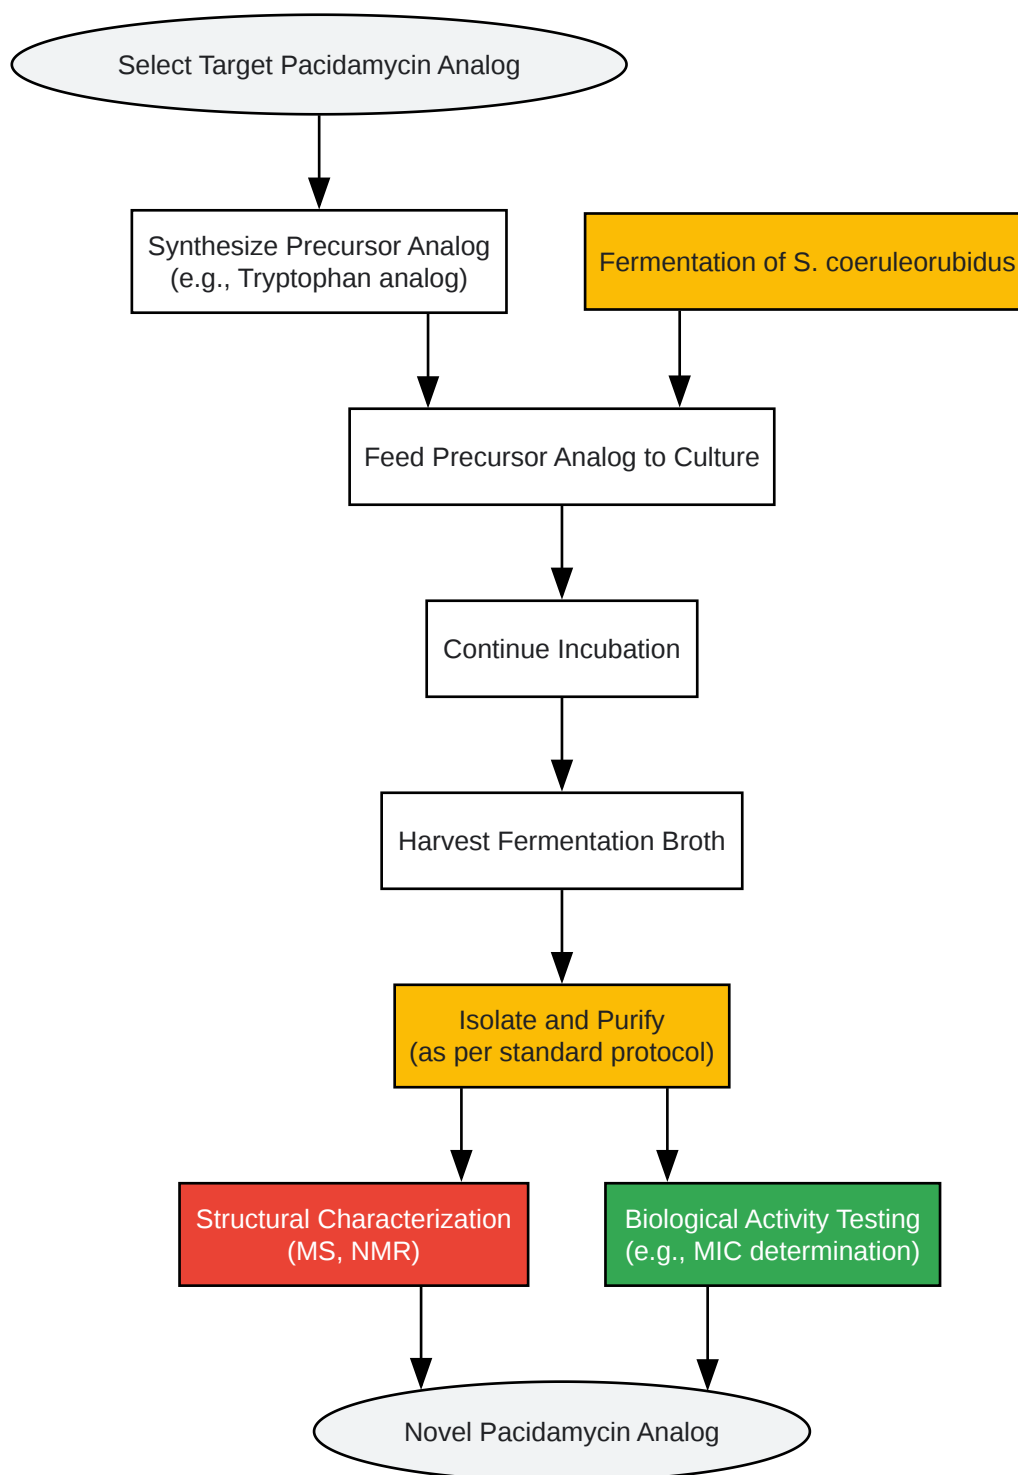 Select Target Pacidamycin Analog
Synthesize Precursor Analog
(e.g., Tryptophan analog)
Fermentation of S. coeruleorubidus
Feed Precursor Analog to Culture
Continue Incubation
Harvest Fermentation Broth
Isolate and Purify
(as per standard protocol)
Structural Characterization
(MS, NMR)
Biological Activity Testing
(e.g., MIC determination)
Novel Pacidamycin Analog